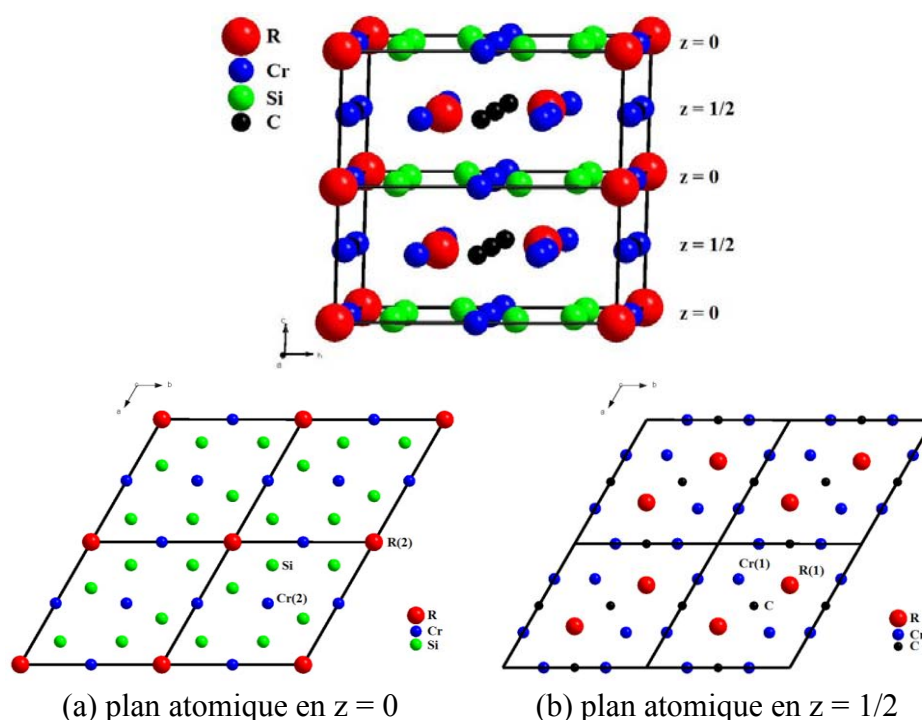 R
Cr
Si
C
z = 0
z = 1/2
z = 0
z = 1/2
z = 0
c
a
b
R(2)
Si
Cr(2)
R
Cr
Si
a
c
b
Cr(1)
R(1)
C
R
Cr
C
(a) plan atomique en z = 0
(b) plan atomique en z = 1/2